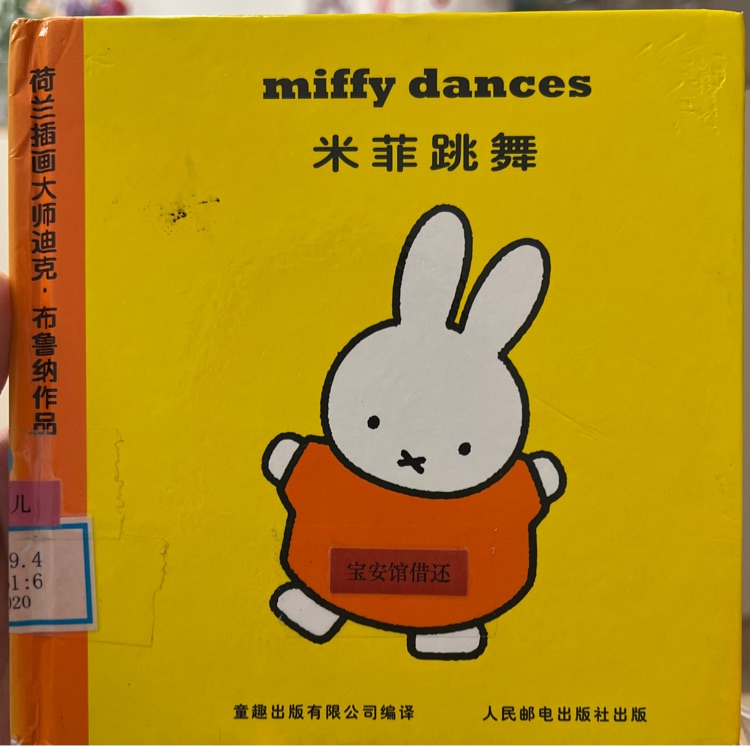 miffy dances
米菲跳舞
荷兰插画大师迪克·布鲁纳作品
儿
9.4
1:6
020
宝安馆借还
童趣出版有限公司编译
人民邮电出版社出版